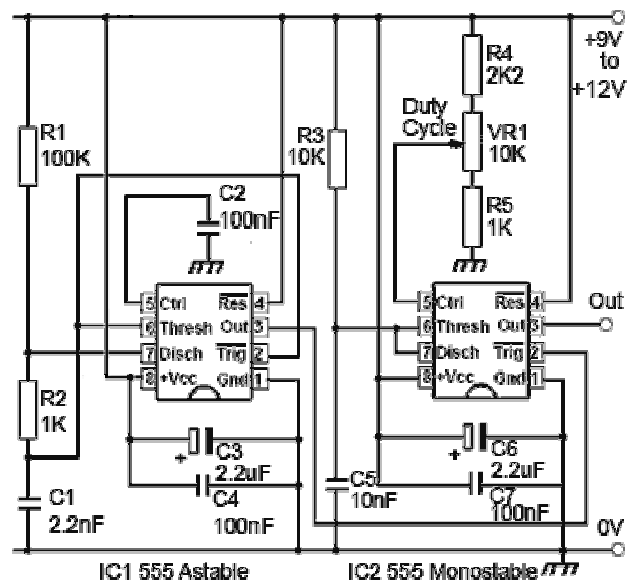 +9V
to
+12V
R4
2K2
Duty
Cycle
VR1
10K
R1
100K
R3
10K
C2
100nF
R5
1K
5 Ctrl Res 4
6 Thresh Out 3
7 Disch Trig 2
8 +Vcc Gnd 1
5 Ctrl Res 4
6 Thresh Out 3
7 Disch Trig 2
8 +Vcc Gnd 1
Out
R2
1K
+
C3
2.2uF
C4
100nF
C1
2.2nF
C5
10nF
+
C6
2.2uF
C7
100nF
0V
IC1 555 Astable
IC2 555 Monostable